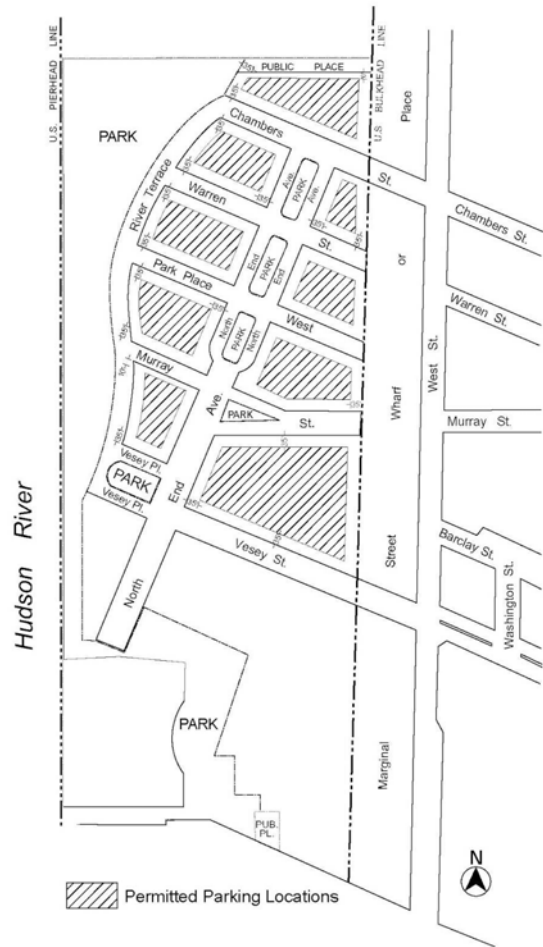 U.S. PIERHEAD LINE
U.S BULKHEAD LINE
PUBLIC PLACE
Place
PARK
Chambers
St.
Chambers St.
River Terrace
Ave.
PARK
Ave.
Warren
St.
Warren St.
or
End
PARK
End
Park Place
West
West St.
North
PARK
North
Murray
St.
Murray St.
Wharf
Ave.
PARK
Vesey Pl.
PARK
Vesey Pl.
End
Vesey St.
Street
Barclay St.
Washington St.
Hudson River
North
PARK
Marginal
PUB.
PL.
N
Permitted Parking Locations